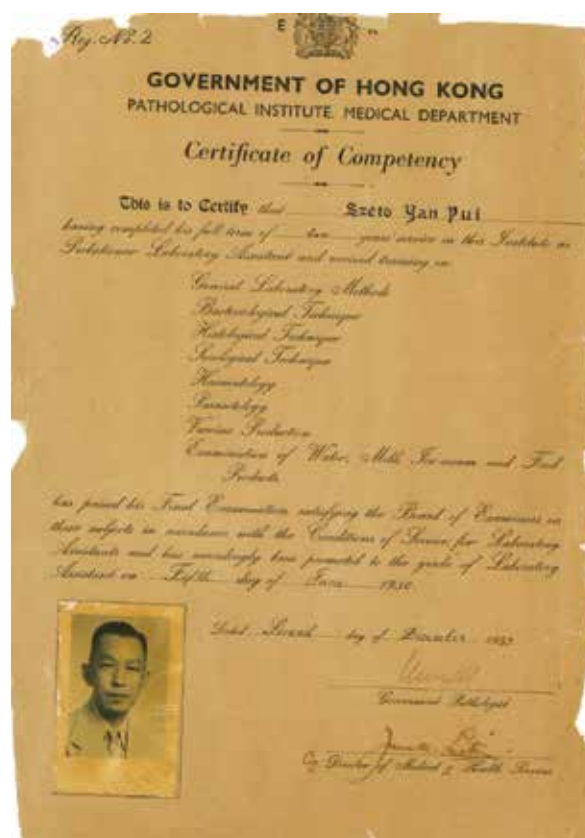 Reg. Nº. 2
E
GOVERNMENT OF HONG KONG
PATHOLOGICAL INSTITUTE MEDICAL DEPARTMENT
Certificate of Competency
This is to Certify that Szeto Yan Pui
having completed his full term of two years service in this Institute as
Probationer Laboratory Assistant and received training in
General Laboratory Methods
Bacteriological Technique
Histological Technique
Serological Technique
Haematology
Parasitology
Vaccine Production
Examination of Water, Milk, Ice-cream and Food
Products
has passed his Final Examination satisfying the Board of Examiners in
these subjects in accordance with the Conditions of Service for Laboratory
Assistants and has accordingly been promoted to the grade of Laboratory
Assistant on Fifth day of 1950.
Dated day of December
Government Pathologist
Director of Medical & Health Services